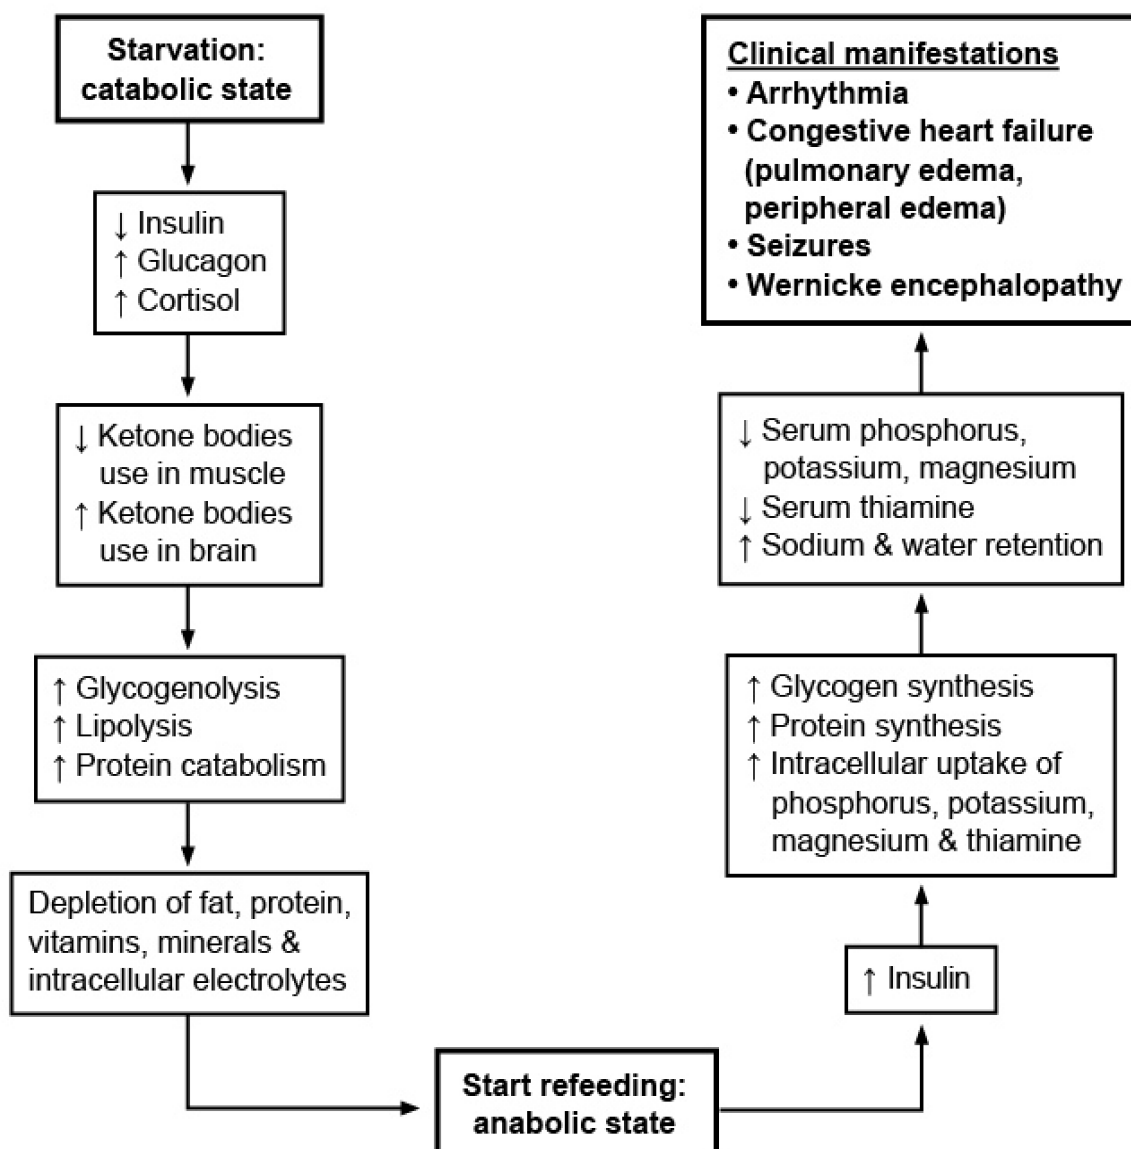 Starvation:
catabolic state
↓ Insulin
↑ Glucagon
↑ Cortisol
↓ Ketone bodies
use in muscle
↑ Ketone bodies
use in brain
↑ Glycogenolysis
↑ Lipolysis
↑ Protein catabolism
Depletion of fat, protein,
vitamins, minerals &
intracellular electrolytes
Start refeeding:
anabolic state
↑ Insulin
↑ Glycogen synthesis
↑ Protein synthesis
↑ Intracellular uptake of
phosphorus, potassium,
magnesium & thiamine
↓ Serum phosphorus,
potassium, magnesium
↓ Serum thiamine
↑ Sodium & water retention
Clinical manifestations
• Arrhythmia
• Congestive heart failure
(pulmonary edema,
peripheral edema)
• Seizures
• Wernicke encephalopathy